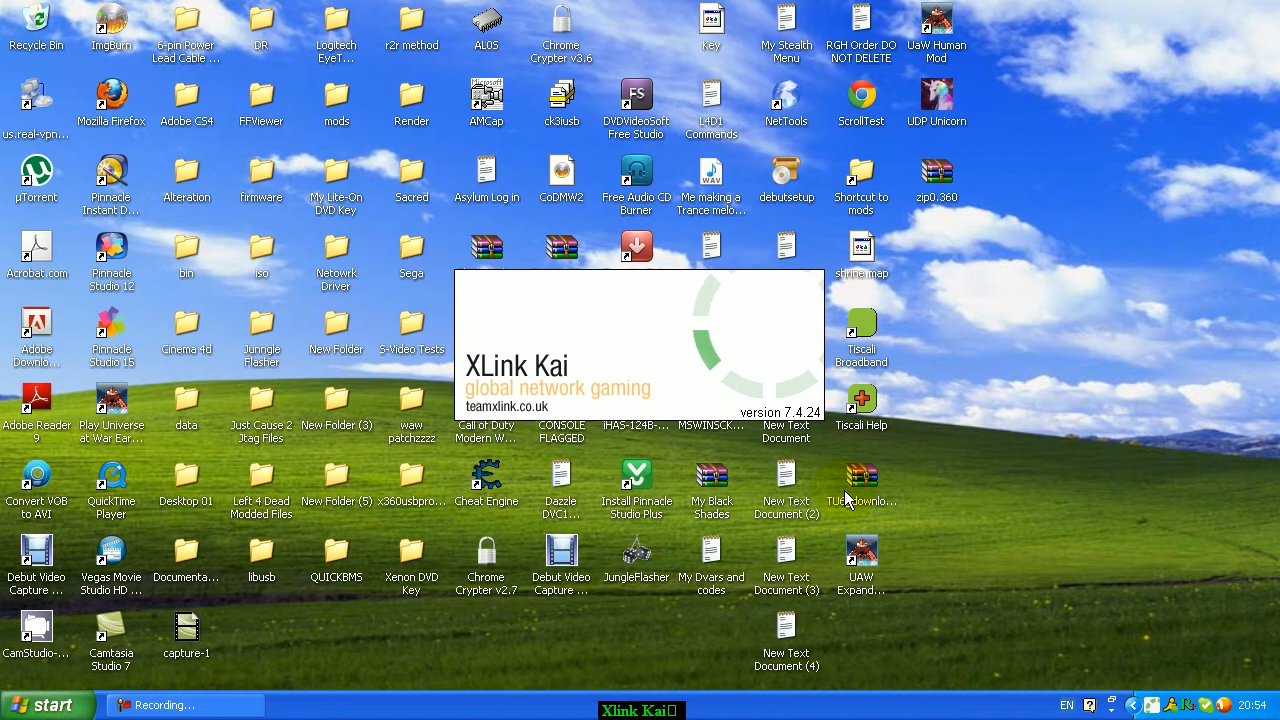 Recycle Bin
ImgBurn
6-pin Power
Lead Cable ...
DR
Logitech
EyeT...
r2r method
AL0S
Chrome
Crypter v3.6
Key
My Stealth
Menu
RGH Order DO
NOT DELETE
UaW Human
Mod
us.real-vpn...
Mozilla Firefox
Adobe CS4
FFViewer
mods
Render
Microsoft
AMCap
ck3iusb
FS
DVDVideoSoft
Free Studio
L4D1
Commands
NetTools
ScrollTest
UDP Unicorn
µTorrent
Pinnacle
Instant D...
Alteration
firmware
My Lite-On
DVD Key
Sacred
Asylum Log in
CoDMW2
Free Audio CD
Burner
WAV
Me making a
Trance melo...
debutsetup
Shortcut to
mods
zip0.360
Acrobat.com
Pinnacle
Studio 12
bin
iso
Netowrk
Driver
Sega
shrine.map
Adobe
Downlo...
Pinnacle
Studio 15
Cinema 4d
Junngle
Flasher
New Folder
S-Video Tests
XLink Kai
global network gaming
teamxlink.co.uk
version 7.4.24
Tiscali
Broadband
Adobe Reader
9
Play Universe
at War Ear...
data
Just Cause 2
Jtag Files
New Folder (3)
waw
patchzzzz
Call of Duty
Modern W...
CONSOLE
FLAGGED
iHAS-124B-...
MSWINSCK...
New Text
Document
Tiscali Help
Convert VOB
to AVI
QuickTime
Player
Desktop 01
Left 4 Dead
Modded Files
New Folder (5)
x360usbpro...
Cheat Engine
Dazzle
DVC1...
Install Pinnacle
Studio Plus
My Black
Shades
New Text
Document (2)
Debut Video
Capture ...
Vegas Movie
Studio HD ...
Documenta...
libusb
QUICKBMS
Xenon DVD
Key
Chrome
Crypter v2.7
Debut Video
Capture ...
JungleFlasher
My Dvars and
codes
New Text
Document (3)
UAW
Expand...
CamStudio-...
Camtasia
Studio 7
capture-1
New Text
Document (4)
start
Recording...
Xlink Kai
EN
20:54